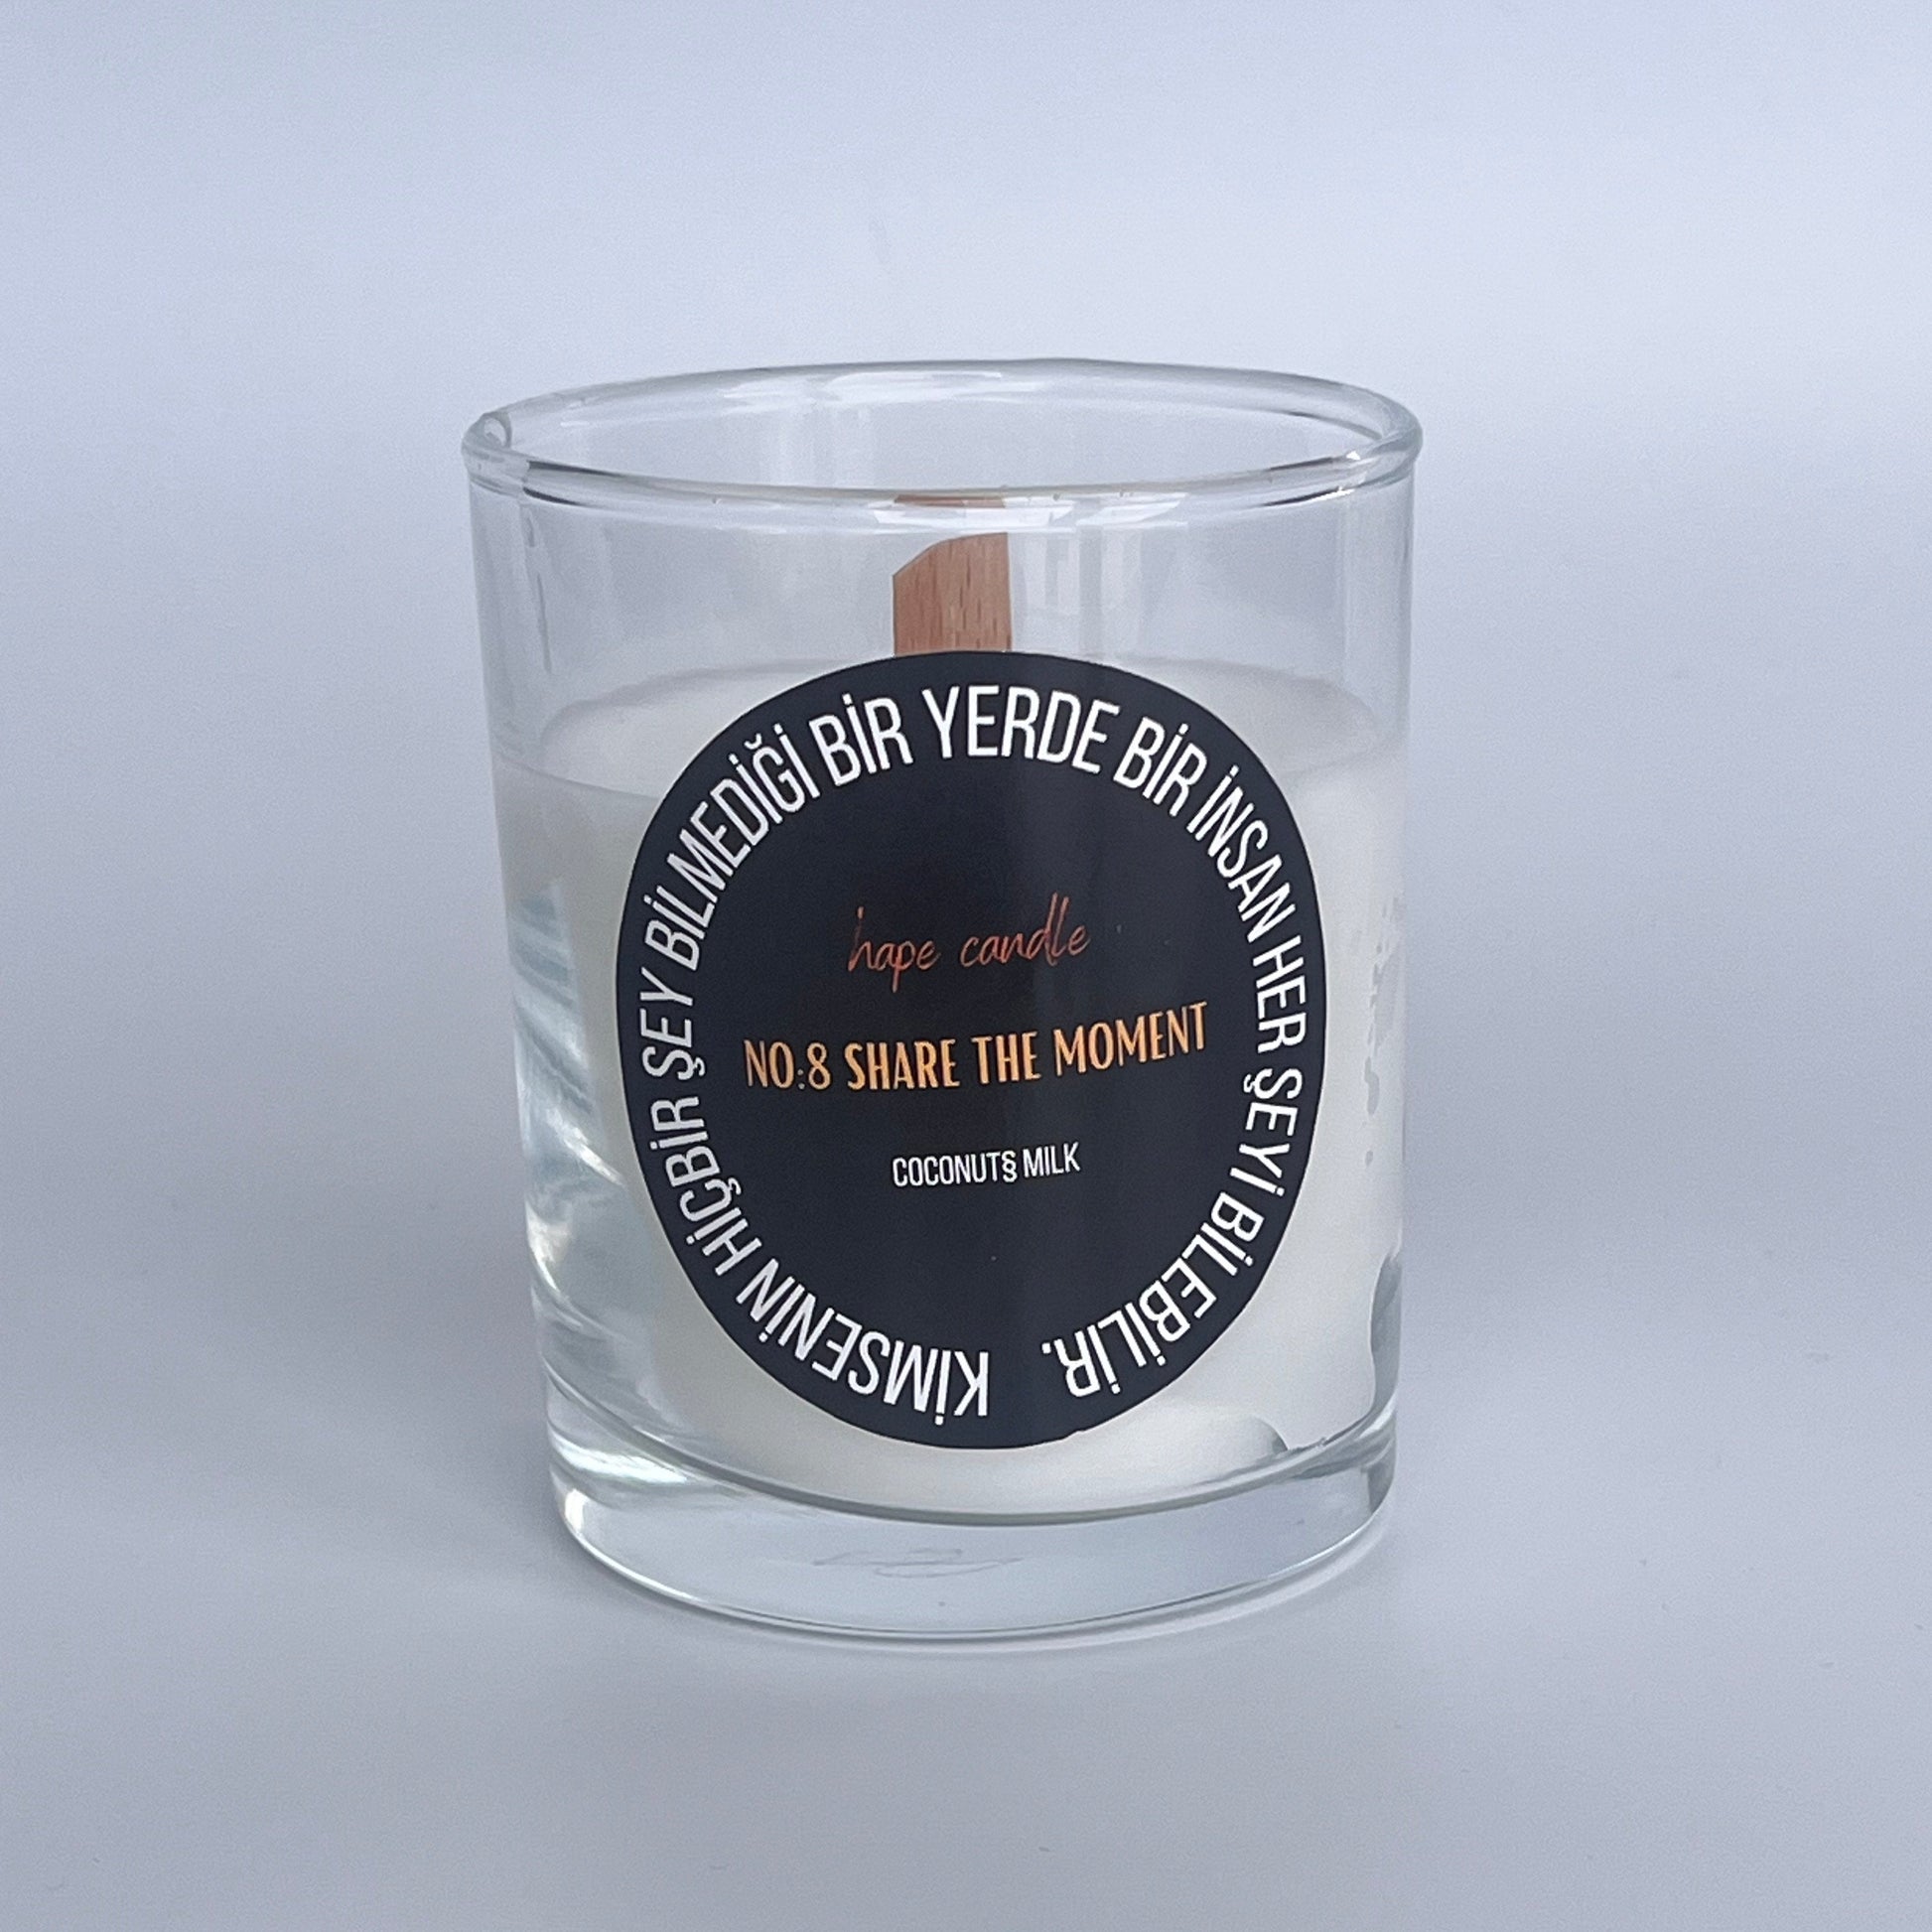 KİMSENİN HİÇBİR ŞEY BİLMEDİĞİ BİR YERDE BİR İNSAN HER ŞEYİ BİLEBİLİR.
hape candle
NO:8 SHARE THE MOMENT
COCONUT§ MILK